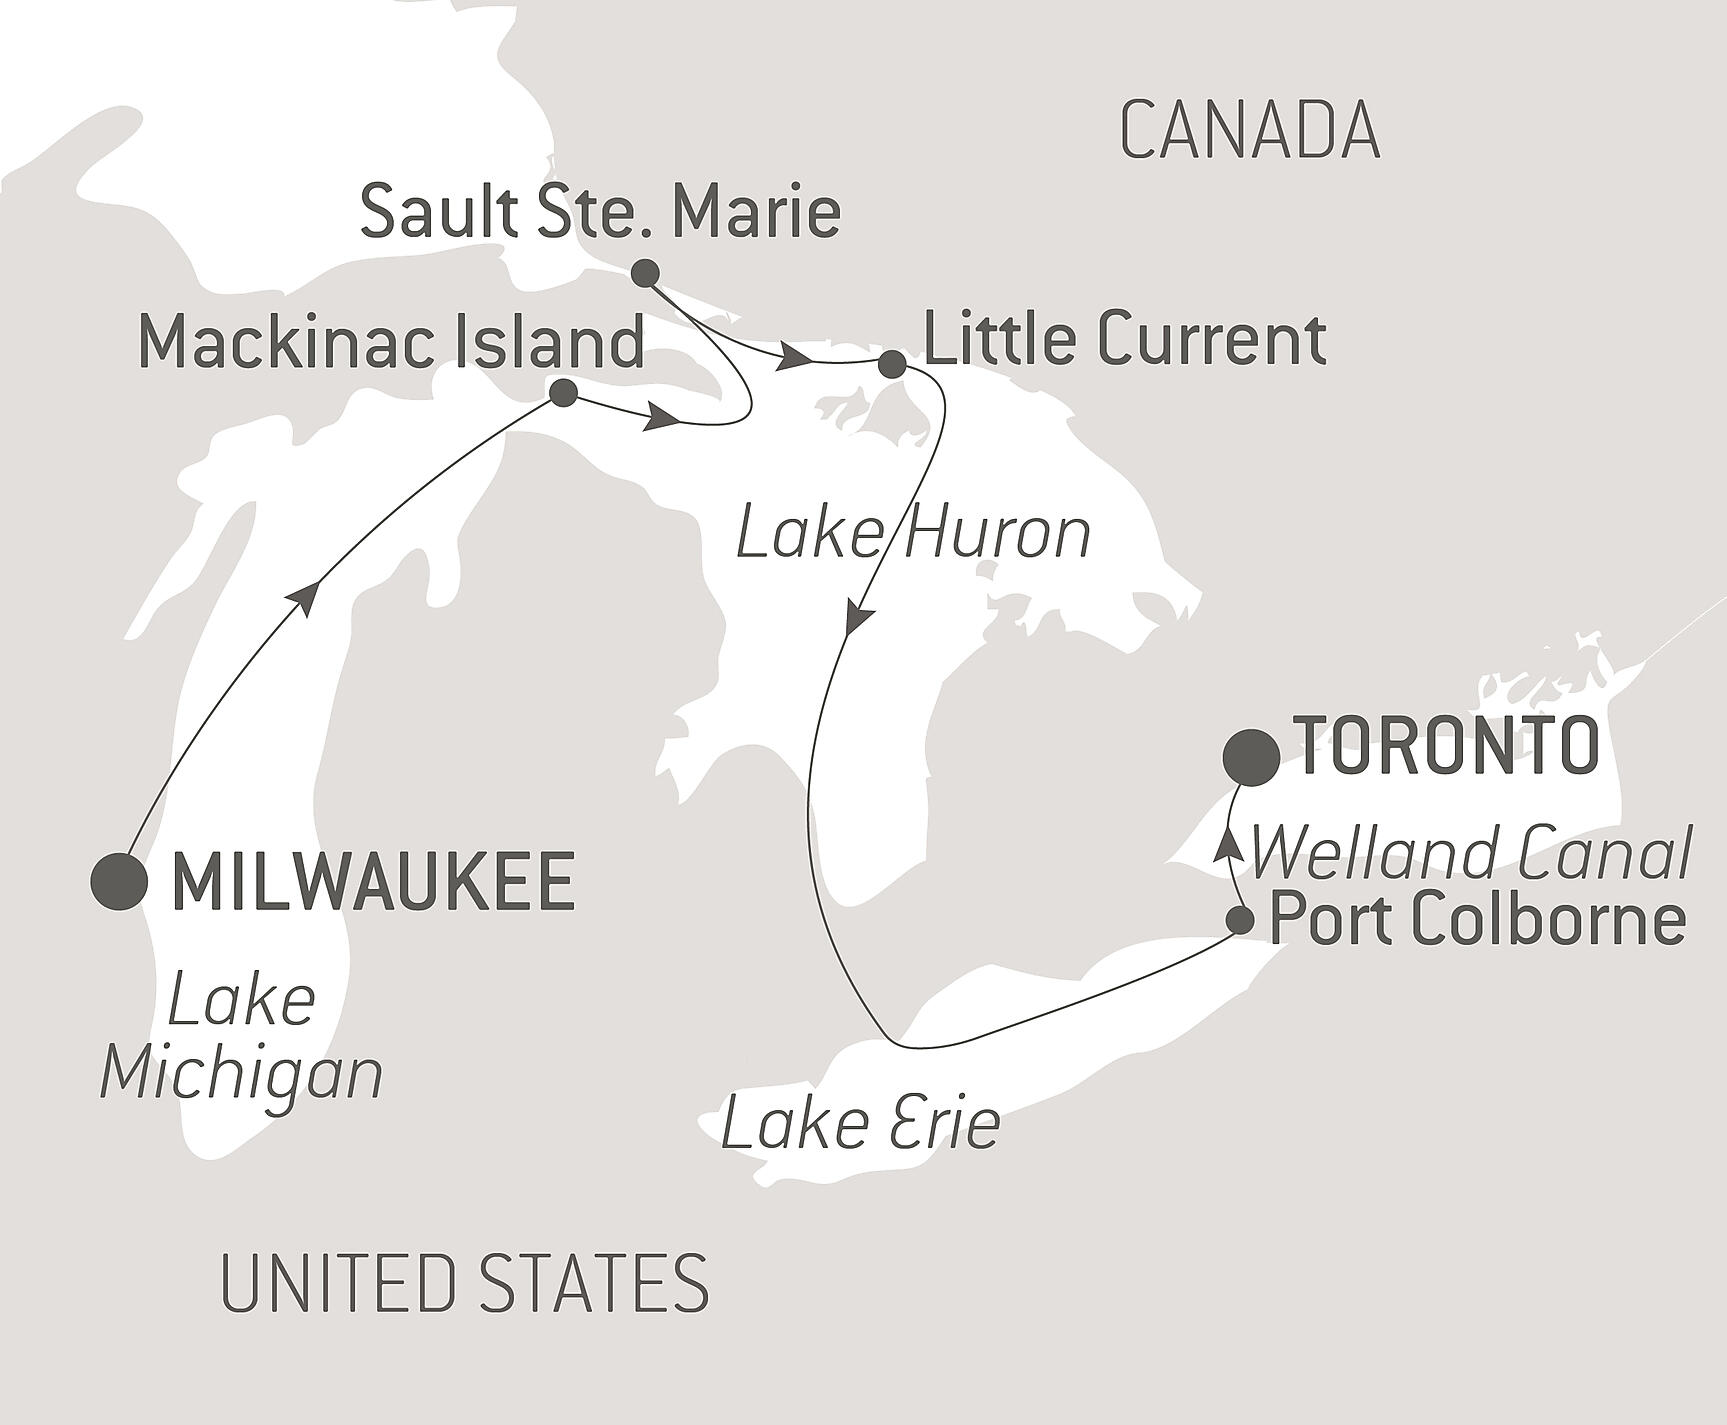 CANADA
Sault Ste. Marie
Mackinac Island
Little Current
Lake Huron
TORONTO
Welland Canal
MILWAUKEE
Port Colborne
Lake
Michigan
Lake Erie
UNITED STATES